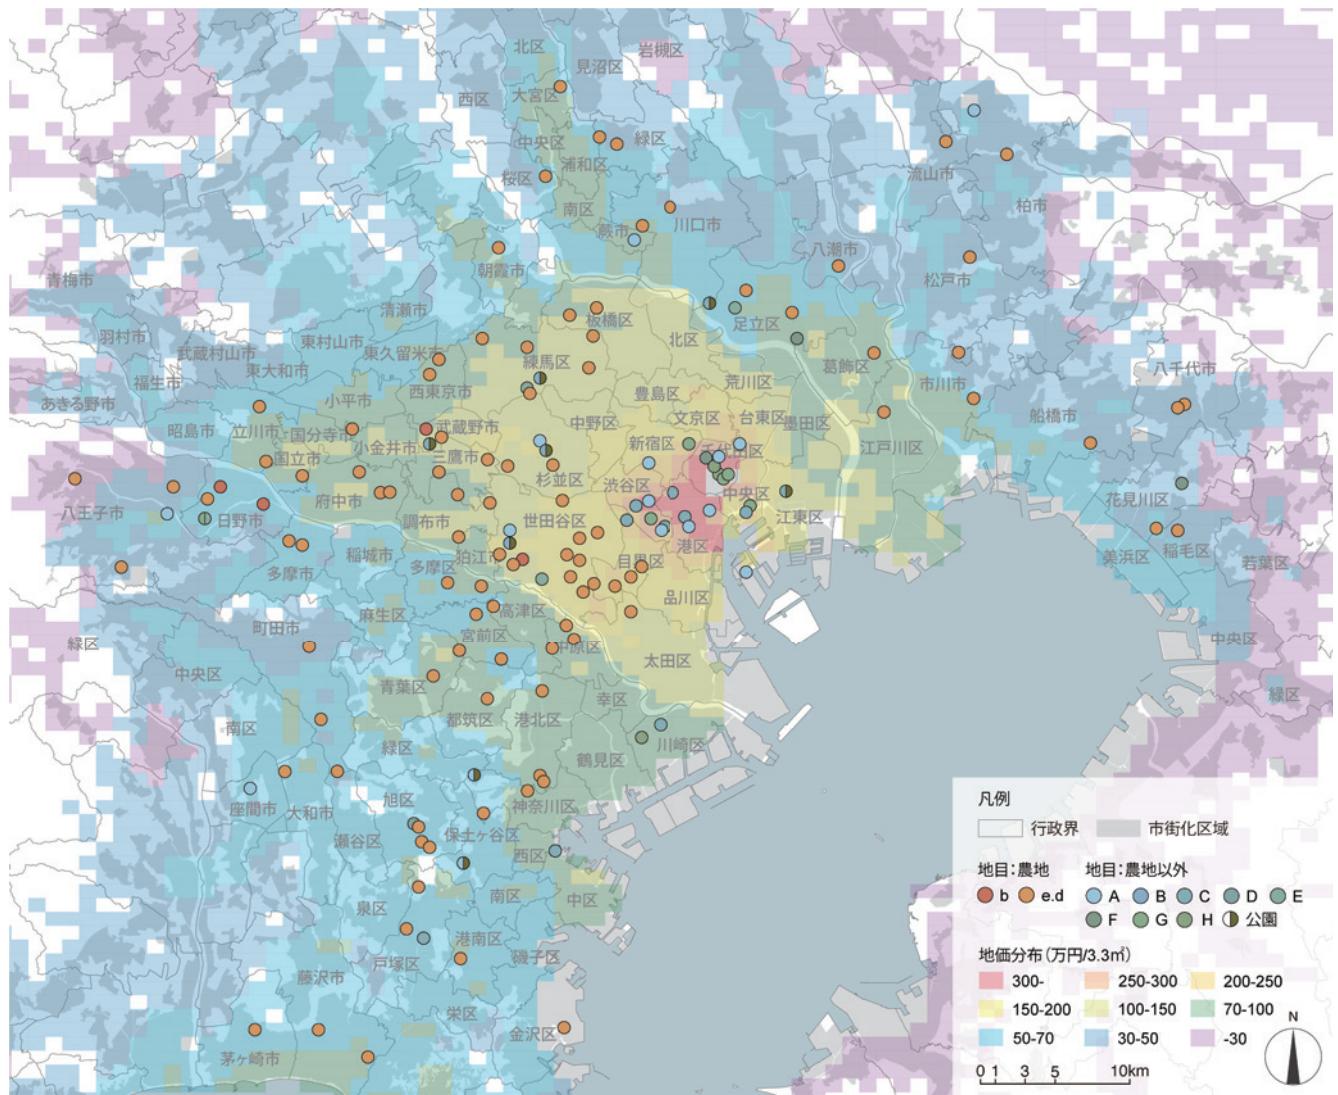 岩槻区
北区
見沼区
西区
大宮区
中央区
緑区
浦和区
桜区
流山市
柏市
南区
川口市
蕨市
八潮市
朝霞市
松戸市
青梅市
清瀬市
板橋区
足立区
羽村市
東村山市
北区
武蔵村山市
東久留米市
練馬区
葛飾区
八千代市
福生市
東大和市
荒川区
市川市
あきる野市
小平市
西東京市
豊島区
文京区
台東区
墨田区
船橋市
昭島市
立川市
国分寺市
武蔵野市
中野区
新宿区
千代田区
江戸川区
国立市
小金井市
三鷹市
杉並区
渋谷区
中央区
花見川区
八王子市
日野市
府中市
調布市
世田谷区
江東区
稲城市
狛江市
目黒区
港区
美浜区
稲毛区
若葉区
多摩市
多摩区
品川区
町田市
麻生区
高津区
宮前区
中原区
中央区
緑区
中央区
太田区
青葉区
幸区
緑区
南区
都筑区
港北区
緑区
鶴見区
川崎区
座間市
大和市
旭区
神奈川区
瀬谷区
保土ヶ谷区
西区
南区
中区
泉区
港南区
戸塚区
磯子区
藤沢市
栄区
金沢区
茅ヶ崎市
凡例
行政界 市街化区域
地目：農地 地目：農地以外
b e.d A B C D E
F G H 公園
地価分布（万円/3.3㎡）
300- 250-300 200-250
150-200 100-150 70-100
50-70 30-50 -30
N
0 1 3 5 10km